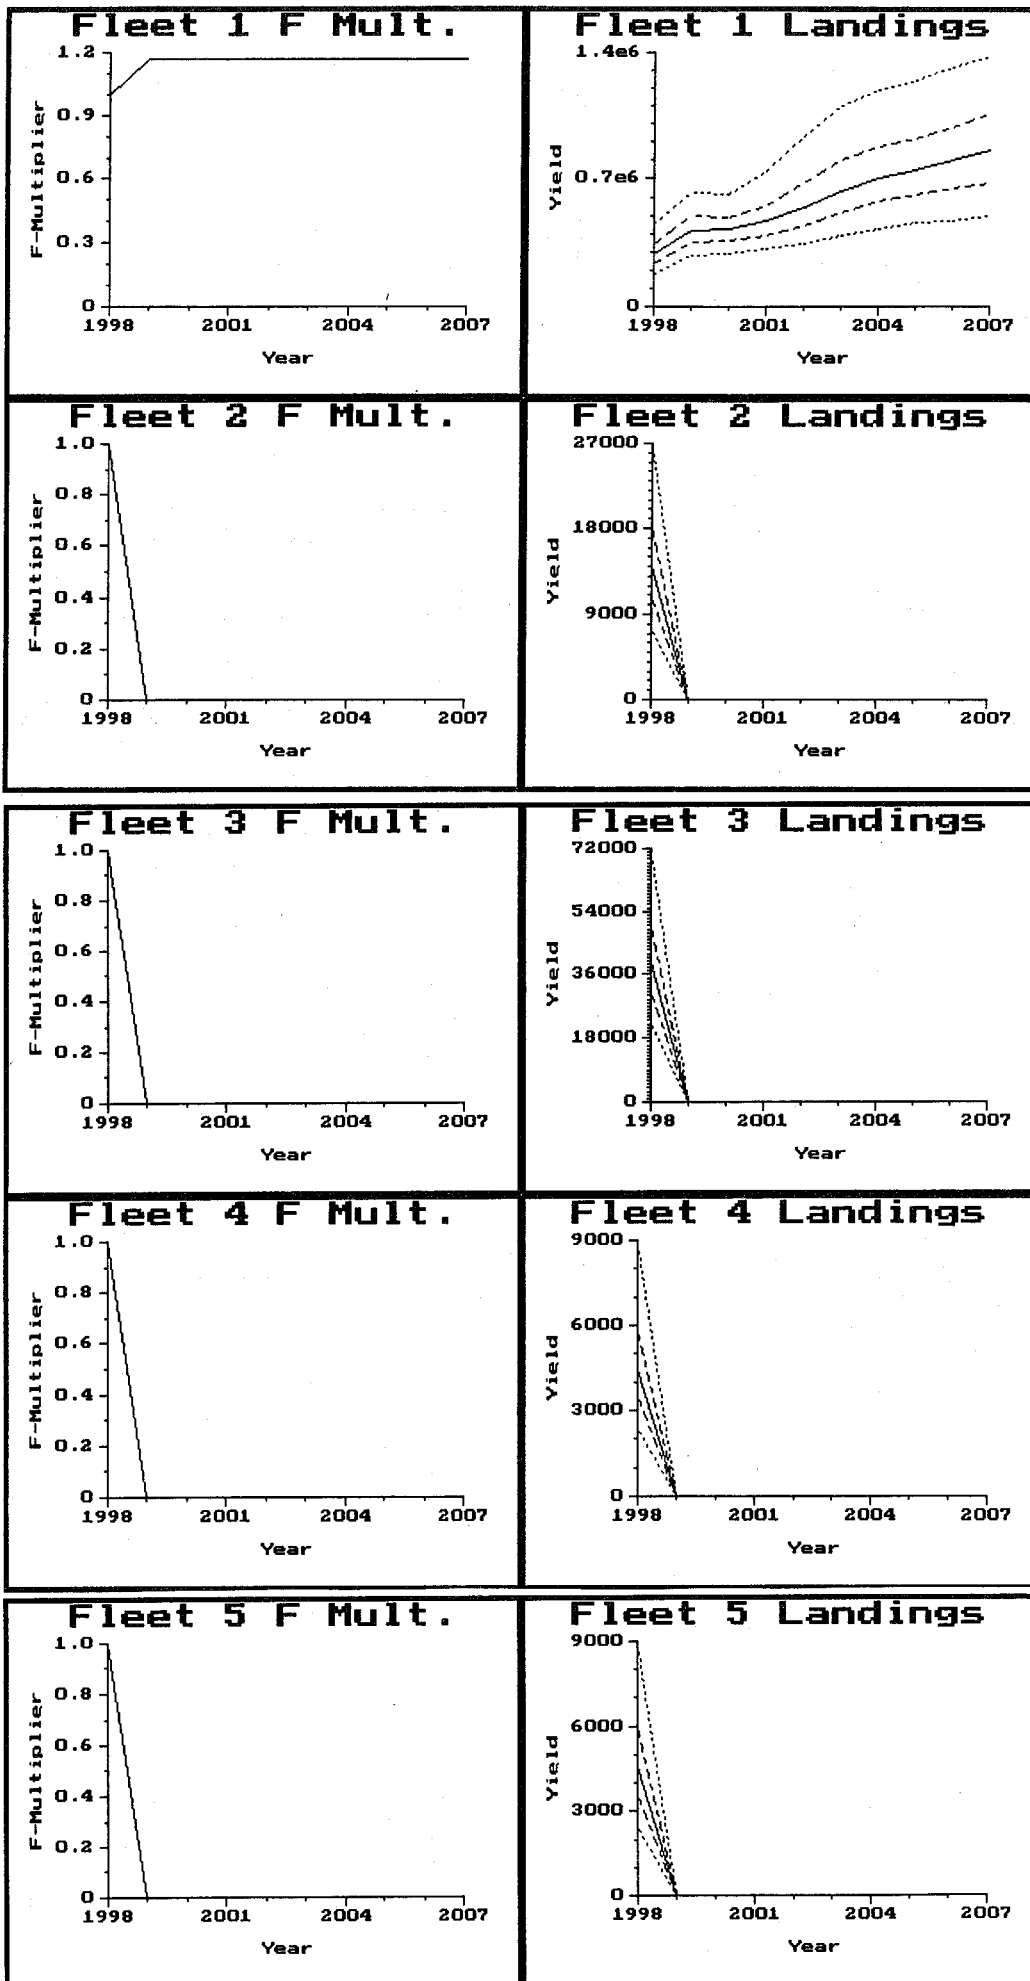 Fleet 1 F Mult.
F-Multiplier
1.2
0.9
0.6
0.3
0
1998 2001 2004 2007
Year
Fleet 1 Landings
Yield
1.4e6
0.7e6
0
1998 2001 2004 2007
Year
Fleet 2 F Mult.
F-Multiplier
1.0
0.8
0.6
0.4
0.2
0
1998 2001 2004 2007
Year
Fleet 2 Landings
Yield
27000
18000
9000
0
1998 2001 2004 2007
Year
Fleet 3 F Mult.
F-Multiplier
1.0
0.8
0.6
0.4
0.2
0
1998 2001 2004 2007
Year
Fleet 3 Landings
Yield
72000
54000
36000
18000
0
1998 2001 2004 2007
Year
Fleet 4 F Mult.
F-Multiplier
1.0
0.8
0.6
0.4
0.2
0
1998 2001 2004 2007
Year
Fleet 4 Landings
Yield
9000
6000
3000
0
1998 2001 2004 2007
Year
Fleet 5 F Mult.
F-Multiplier
1.0
0.8
0.6
0.4
0.2
0
1998 2001 2004 2007
Year
Fleet 5 Landings
Yield
9000
6000
3000
0
1998 2001 2004 2007
Year